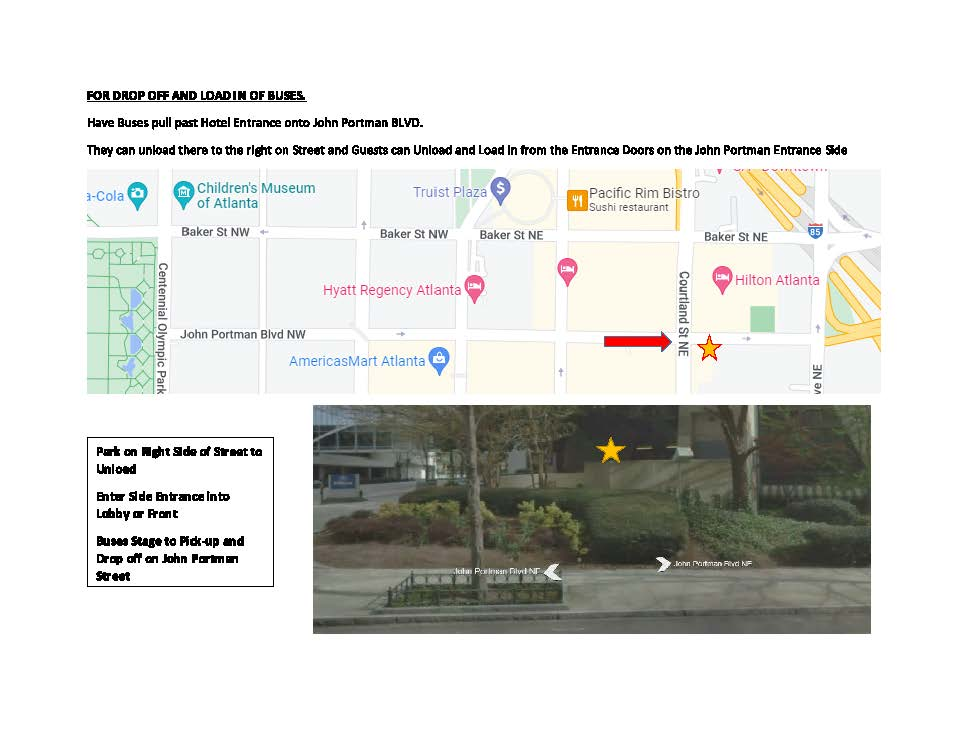 FOR DROP OFF AND LOAD IN OF BUSES.
Have Buses pull past Hotel Entrance onto John Portman BLVD.
They can unload there to the right on Street and Guests can Unload and Load in from the Entrance Doors on the John Portman Entrance Side
a-Cola
Children's Museum
of Atlanta
Truist Plaza
$
Pacific Rim Bistro
Sushi restaurant
Downtown
Baker St NW
Baker St NW
Baker St NE
Baker St NE
85
Centennial Olympic Park
Hyatt Regency Atlanta
Courtland St NE
Hilton Atlanta
John Portman Blvd NW
AmericasMart Atlanta
ve NE
Park on Right Side of Street to
Unload
Enter Side Entrance into
Lobby or Front
Buses Stage to Pick-up and
Drop off on John Portman
Street
John Portman Blvd NE
John Portman Blvd NE